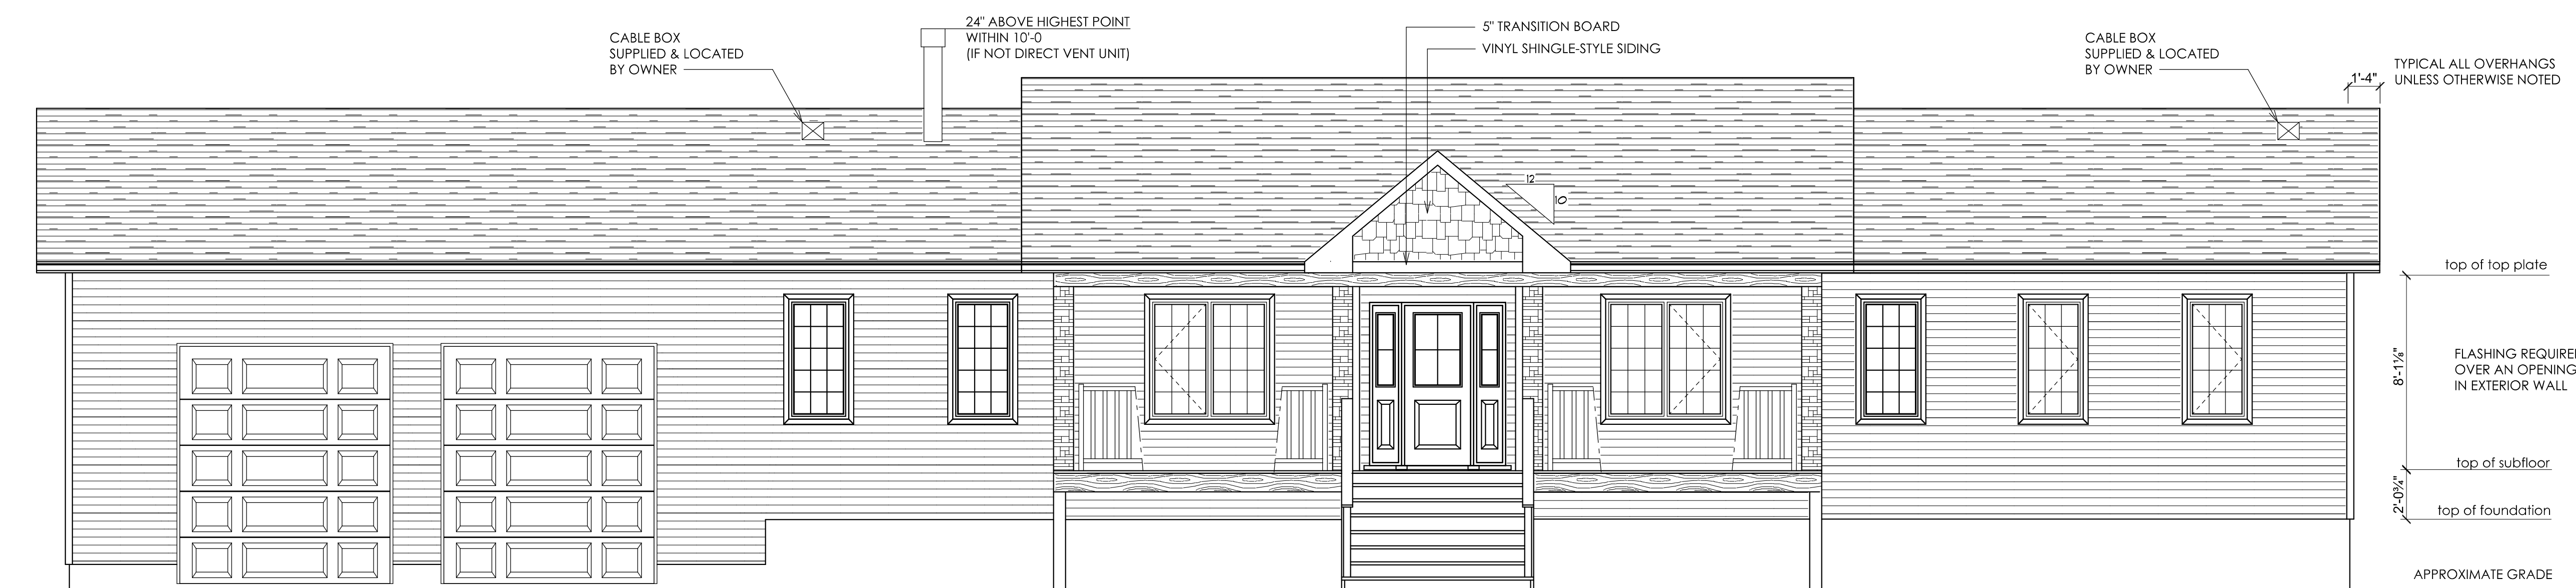 24" ABOVE HIGHEST POINT
WITHIN 10'-0
(IF NOT DIRECT VENT UNIT)
CABLE BOX
SUPPLIED & LOCATED
BY OWNER
5" TRANSITION BOARD
VINYL SHINGLE-STYLE SIDING
CABLE BOX
SUPPLIED & LOCATED
BY OWNER
1'-4"
TYPICAL ALL OVERHANGS
UNLESS OTHERWISE NOTED
12
10
top of top plate
8'-1⅛"
FLASHING REQUIRE
OVER AN OPENING
IN EXTERIOR WALL
top of subfloor
2'-0¾"
top of foundation
APPROXIMATE GRADE